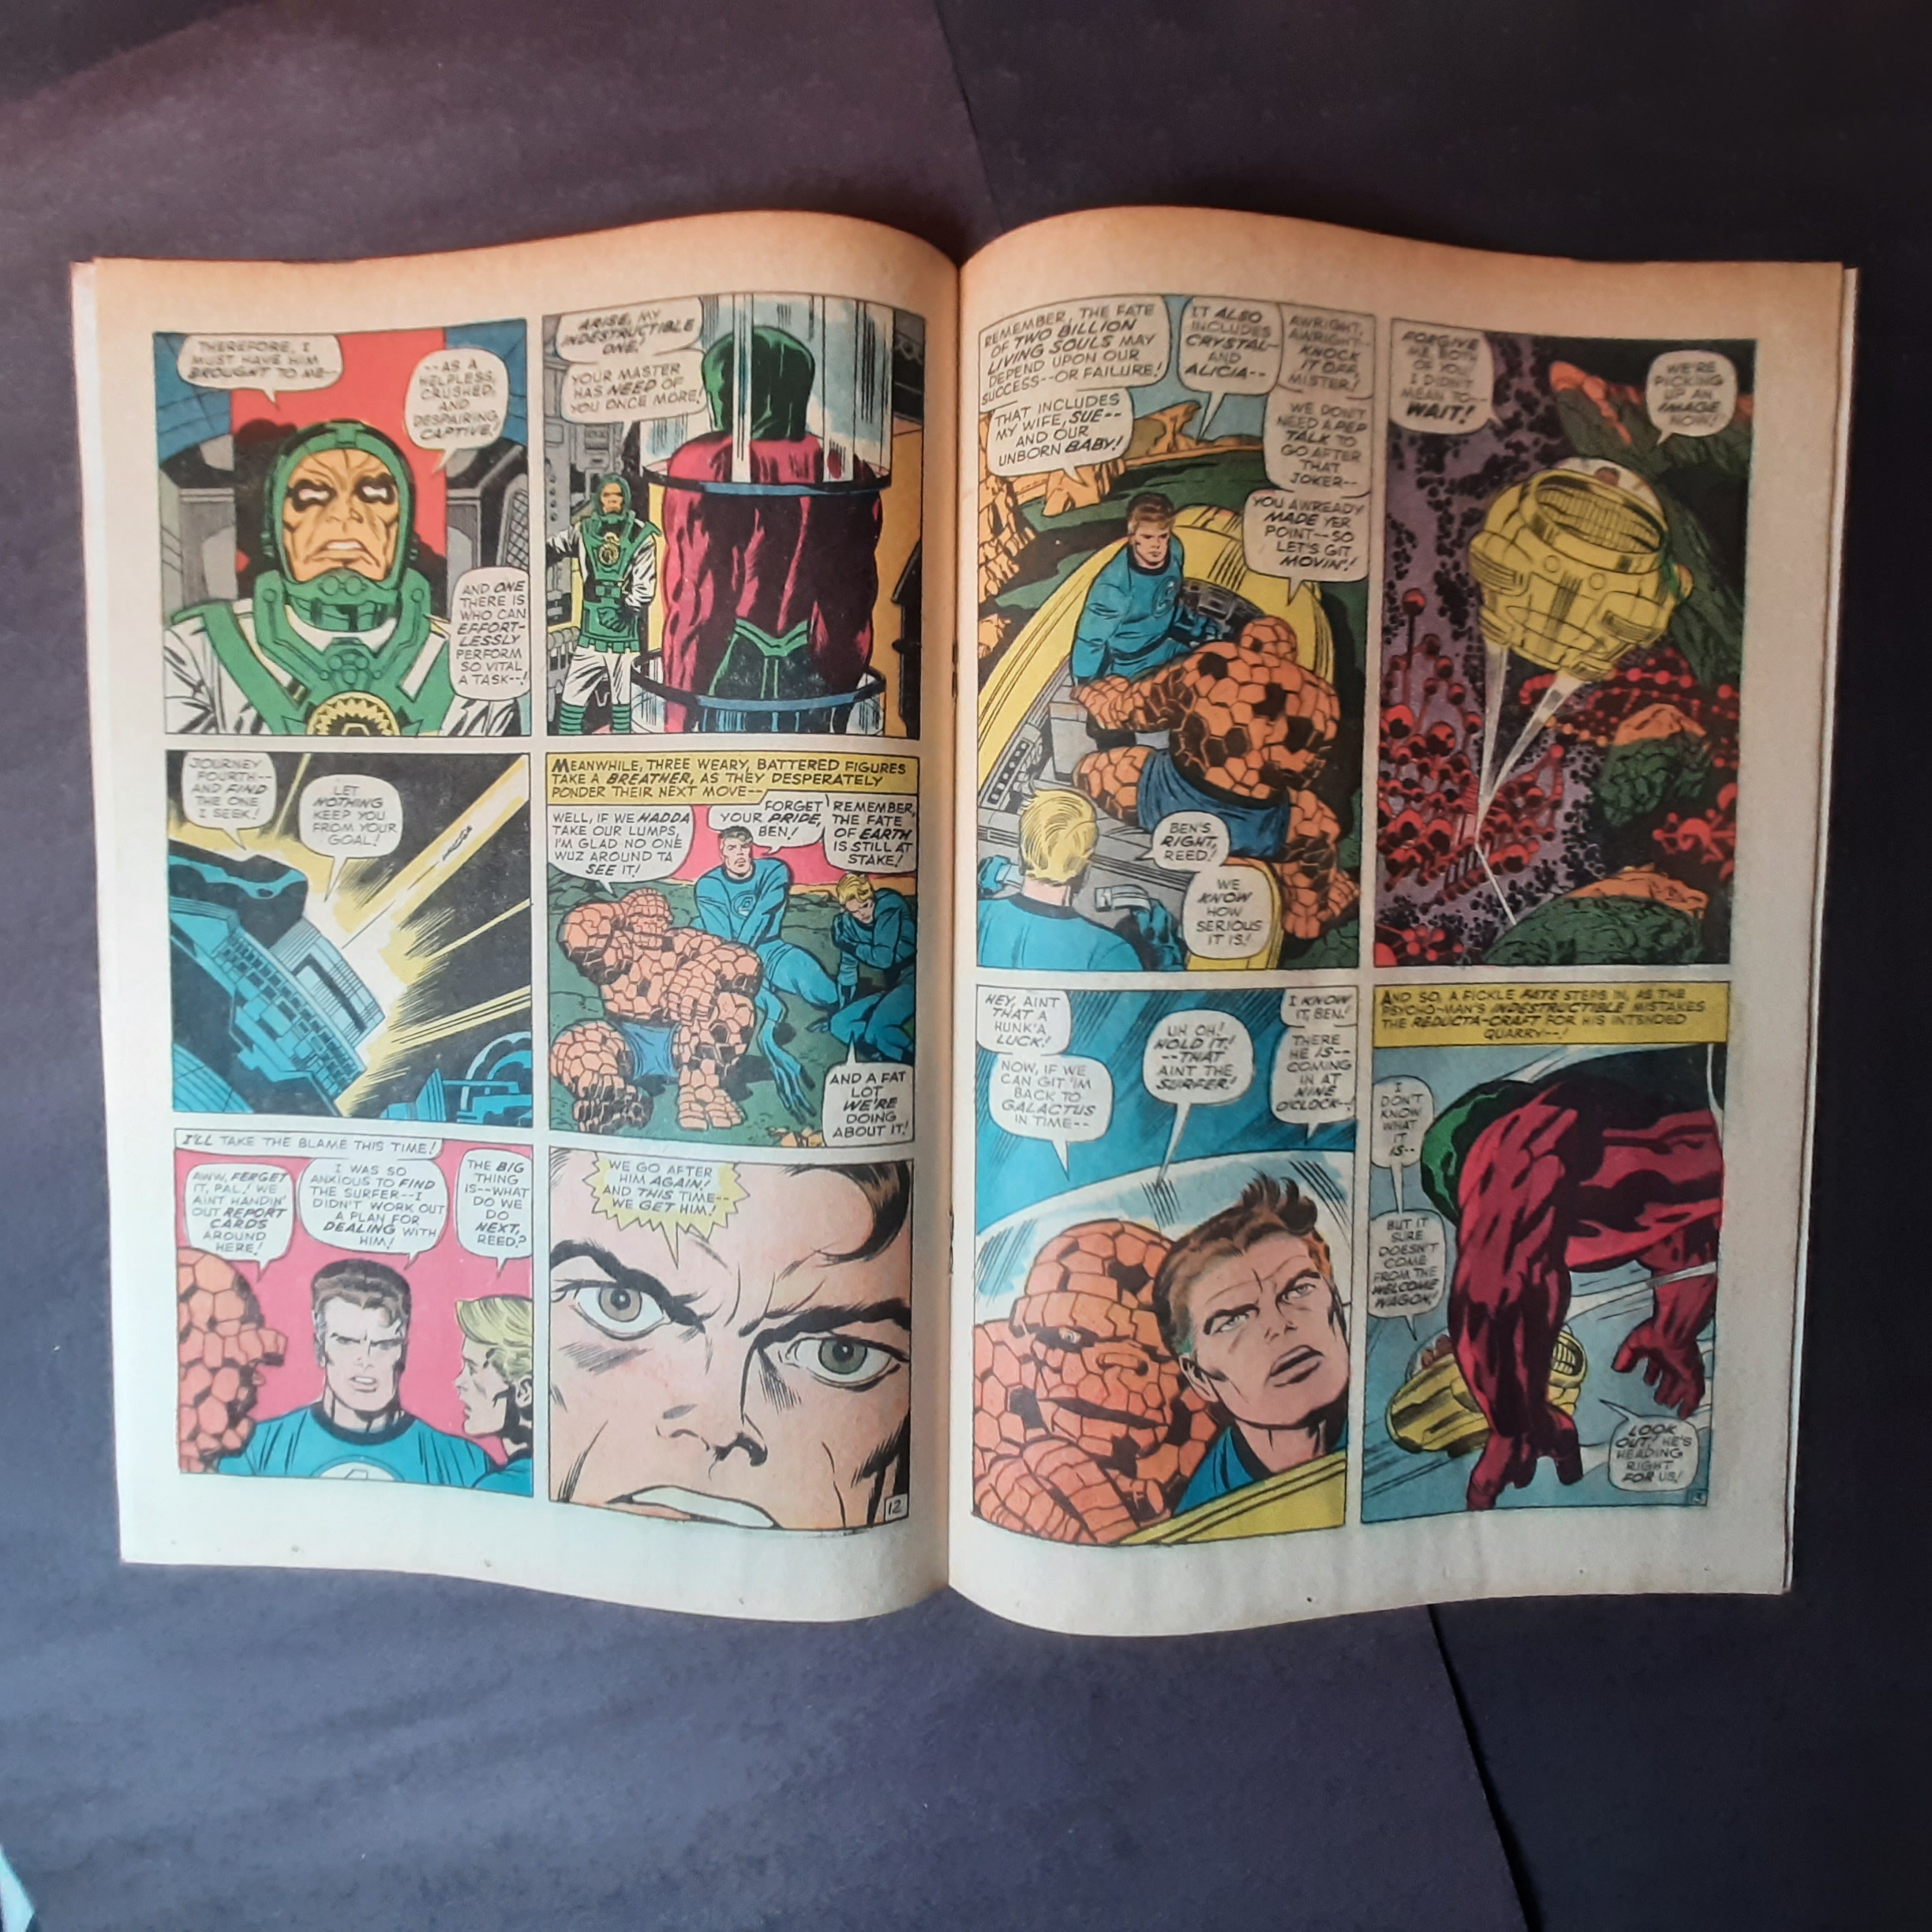 THEREFORE, I
MUST HAVE HIM
BROUGHT TO ME--
--AS A
HELPLESS,
CRUSHED,
AND
DESPAIRING
CAPTIVE!
AND ONE
THERE IS
WHO CAN
EFFORT-
LESSLY
PERFORM
SO VITAL
A TASK--!
ARISE, MY
INDESTRUCTIBLE
ONE!
YOUR MASTER
HAS NEED OF
YOU ONCE MORE!
JOURNEY
FOURTH--
AND FIND
THE ONE
I SEEK!
LET
NOTHING
KEEP YOU
FROM YOUR
GOAL!
MEANWHILE, THREE WEARY, BATTERED FIGURES
TAKE A BREATHER, AS THEY DESPERATELY
PONDER THEIR NEXT MOVE--
WELL, IF WE HADDA
TAKE OUR LUMPS,
I'M GLAD NO ONE
WUZ AROUND TA
SEE IT!
FORGET
YOUR PRIDE,
BEN!
REMEMBER,
THE FATE
OF EARTH
IS STILL AT
STAKE!
AND A FAT
LOT
WE'RE
DOING
ABOUT IT!
I'LL TAKE THE BLAME THIS TIME!
AWW, FERGET
IT, PAL! WE
AINT HANDIN'
OUT REPORT
CARDS
AROUND
HERE!
I WAS SO
ANXIOUS TO FIND
THE SURFER--I
DIDN'T WORK OUT
A PLAN FOR
DEALING WITH
HIM!
THE BIG
THING
IS--WHAT
DO WE
DO
NEXT,
REED?
WE GO AFTER
HIM AGAIN!
AND THIS TIME--
WE GET HIM!
12
REMEMBER, THE FATE
OF TWO BILLION
LIVING SOULS MAY
DEPEND UPON OUR
SUCCESS--OR FAILURE!
THAT INCLUDES
MY WIFE, SUE--
AND OUR
UNBORN BABY!
IT ALSO
INCLUDES
CRYSTAL--
AND
ALICIA--
AWRIGHT,
AWRIGHT--
KNOCK
IT OFF,
MISTER!
WE DON'T
NEED A PEP
TALK TO
GO AFTER
THAT
JOKER--
YOU AWREADY
MADE YER
POINT--SO
LET'S GIT
MOVIN'!
BEN'S
RIGHT,
REED!
WE
KNOW
HOW
SERIOUS
IT IS!
FORGIVE
ME, BOTH
OF YOU!
I DIDN'T
MEAN TO--
WAIT!
WE'RE
PICKING
UP AN
IMAGE
NOW!
HEY, AINT
THAT A
HUNK'A
LUCK!
NOW, IF WE
CAN GIT 'IM
BACK TO
GALACTUS
IN TIME--
UH OH!
HOLD IT!
--THAT
AINT THE
SURFER!
I KNOW
IT, BEN!
THERE
HE IS--
COMING
IN AT
NINE
O'CLOCK--!
AND SO, A FICKLE FATE STEPS IN, AS THE
PSYCHO-MAN'S INDESTRUCTIBLE MISTAKES
THE REDUCTA-CRAFT FOR HIS INTENDED
QUARRY--!
I
DON'T
KNOW
WHAT
IT
IS--
BUT IT
SURE
DOESN'T
COME
FROM THE
WELCOME
WAGON!
LOOK
OUT! HE'S
HEADING
RIGHT
FOR US!
13